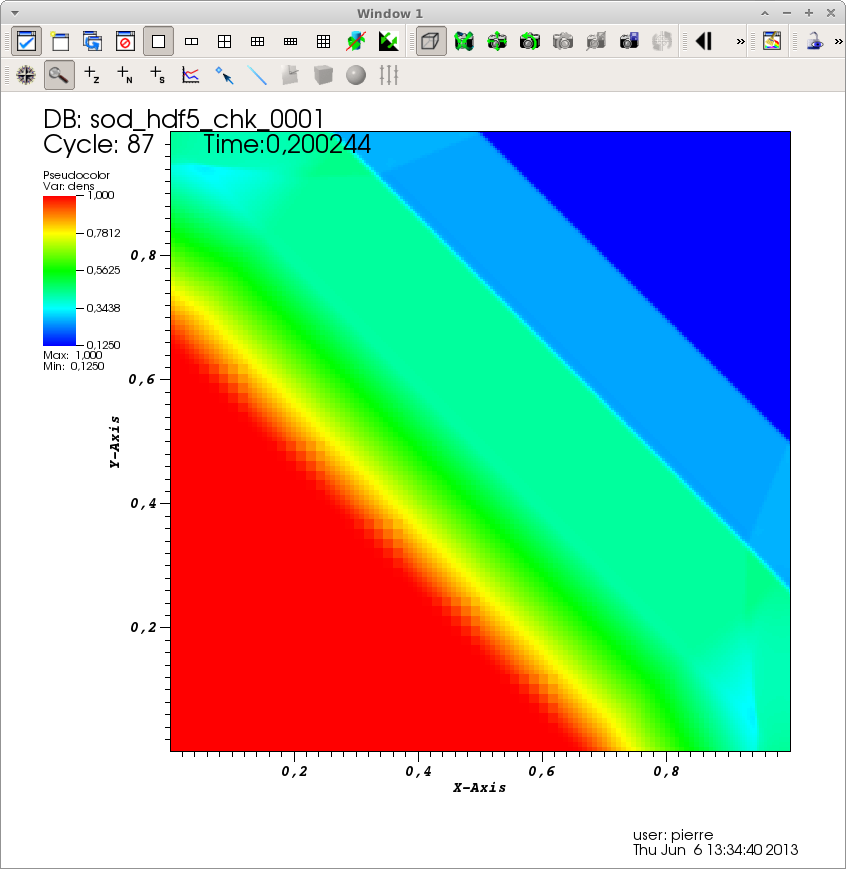 Window 1
DB: sod_hdf5_chk_0001
Cycle: 87 Time:0,200244
Pseudocolor
Var: dens
1,000
0,7812
0,5625
0,3438
0,1250
Max: 1,000
Min: 0,1250
0,8
0,6
0,4
0,2
Y-Axis
0,2 0,4 0,6 0,8
X-Axis
user: pierre
Thu Jun 6 13:34:40 2013